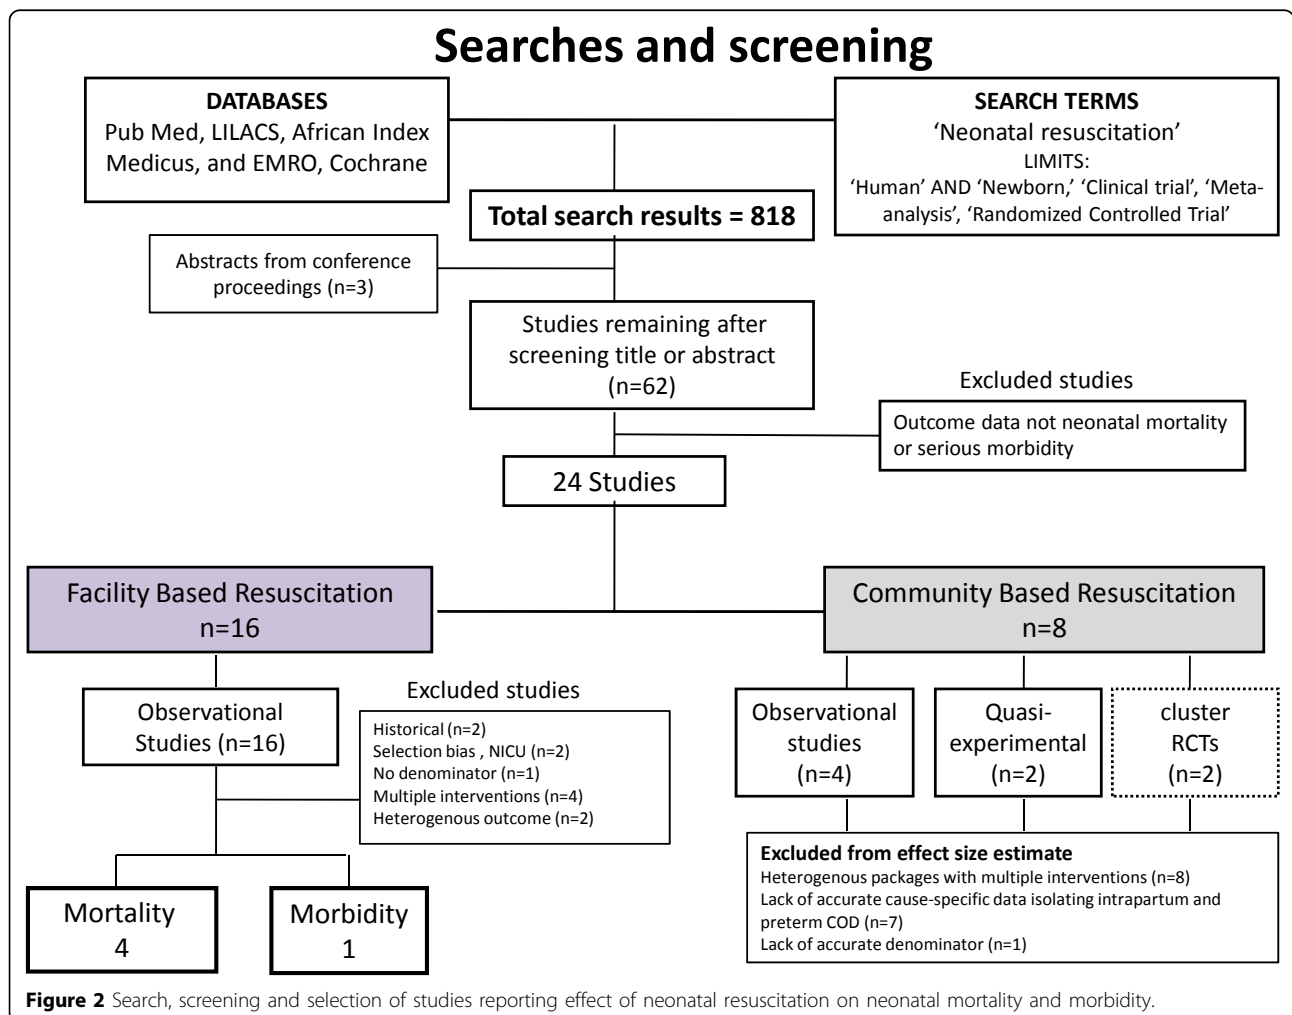 Searches and screening
DATABASES
Pub Med, LILACS, African Index
Medicus, and EMRO, Cochrane
SEARCH TERMS
‘Neonatal resuscitation’
LIMITS:
‘Human’ AND ‘Newborn,’ ‘Clinical trial’, ‘Meta-
analysis’, ‘Randomized Controlled Trial’
Total search results = 818
Abstracts from conference
proceedings (n=3)
Studies remaining after
screening title or abstract
(n=62)
Excluded studies
Outcome data not neonatal mortality
or serious morbidity
24 Studies
Facility Based Resuscitation
n=16
Community Based Resuscitation
n=8
Observational
Studies (n=16)
Excluded studies
Historical (n=2)
Selection bias , NICU (n=2)
No denominator (n=1)
Multiple interventions (n=4)
Heterogenous outcome (n=2)
Mortality
4
Morbidity
1
Observational
studies
(n=4)
Quasi-
experimental
(n=2)
cluster
RCTs
(n=2)
Excluded from effect size estimate
Heterogenous packages with multiple interventions (n=8)
Lack of accurate cause-specific data isolating intrapartum and
preterm COD (n=7)
Lack of accurate denominator (n=1)
Figure 2 Search, screening and selection of studies reporting effect of neonatal resuscitation on neonatal mortality and morbidity.